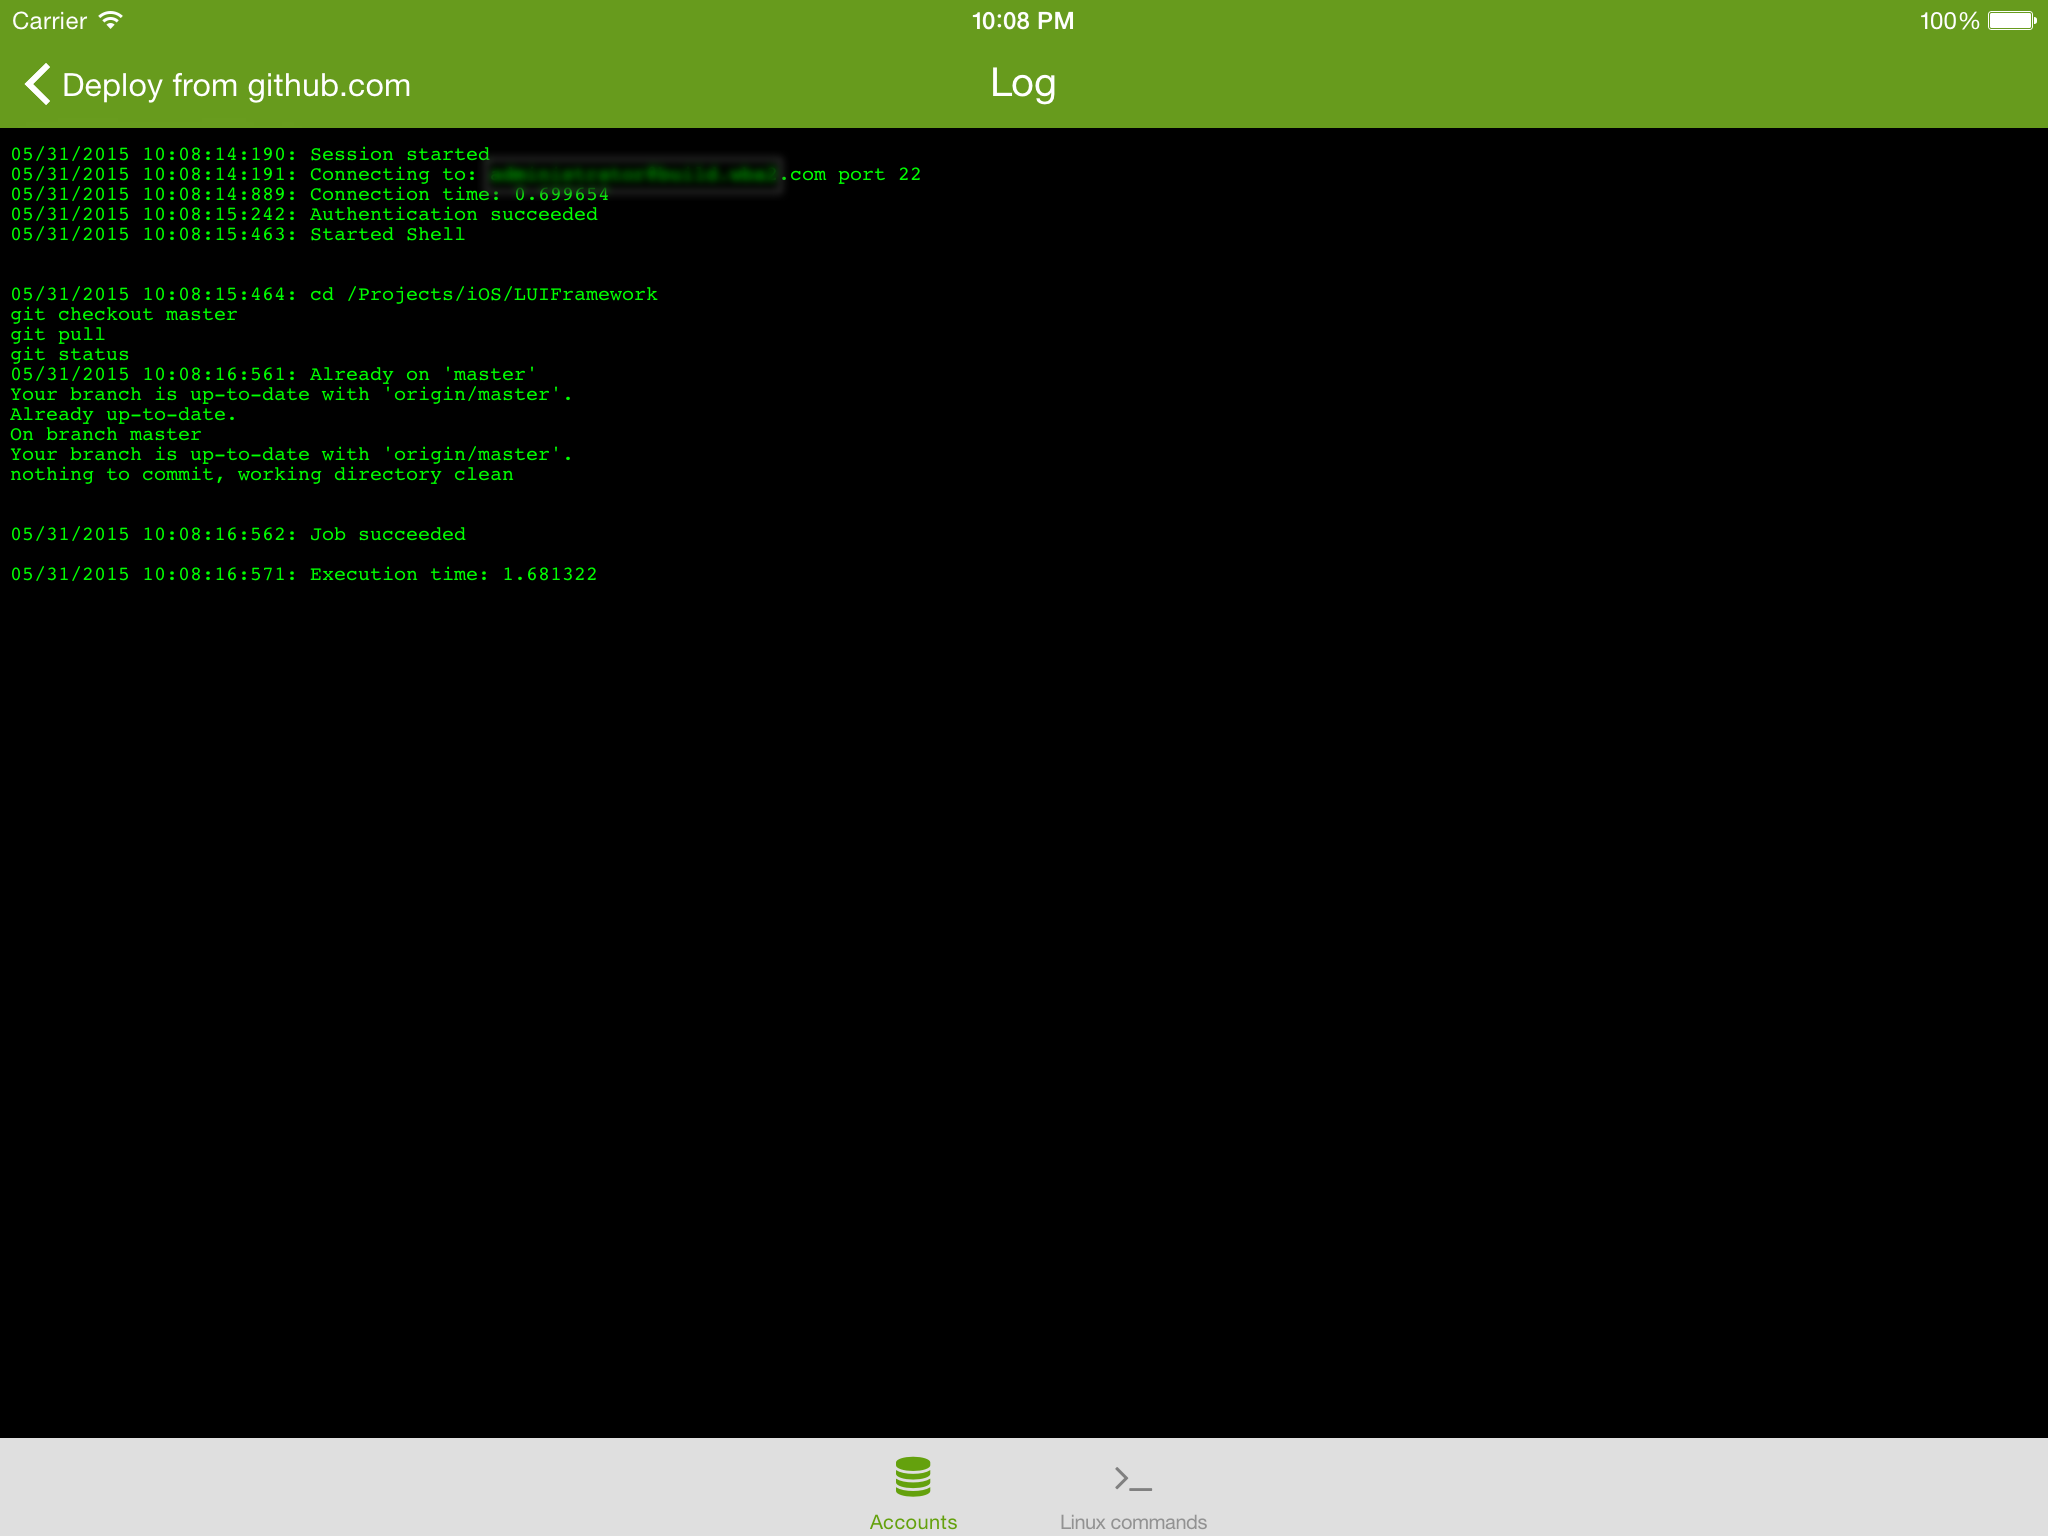 Carrier 10:08 PM 100%
Deploy from github.com Log
05/31/2015 10:08:14:190: Session started
05/31/2015 10:08:14:191: Connecting to: .com port 22
05/31/2015 10:08:14:889: Connection time: 0.699654
05/31/2015 10:08:15:242: Authentication succeeded
05/31/2015 10:08:15:463: Started Shell
05/31/2015 10:08:15:464: cd /Projects/iOS/LUIFramework
git checkout master
git pull
git status
05/31/2015 10:08:16:561: Already on 'master'
Your branch is up-to-date with 'origin/master'.
Already up-to-date.
On branch master
Your branch is up-to-date with 'origin/master'.
nothing to commit, working directory clean
05/31/2015 10:08:16:562: Job succeeded
05/31/2015 10:08:16:571: Execution time: 1.681322
Accounts Linux commands